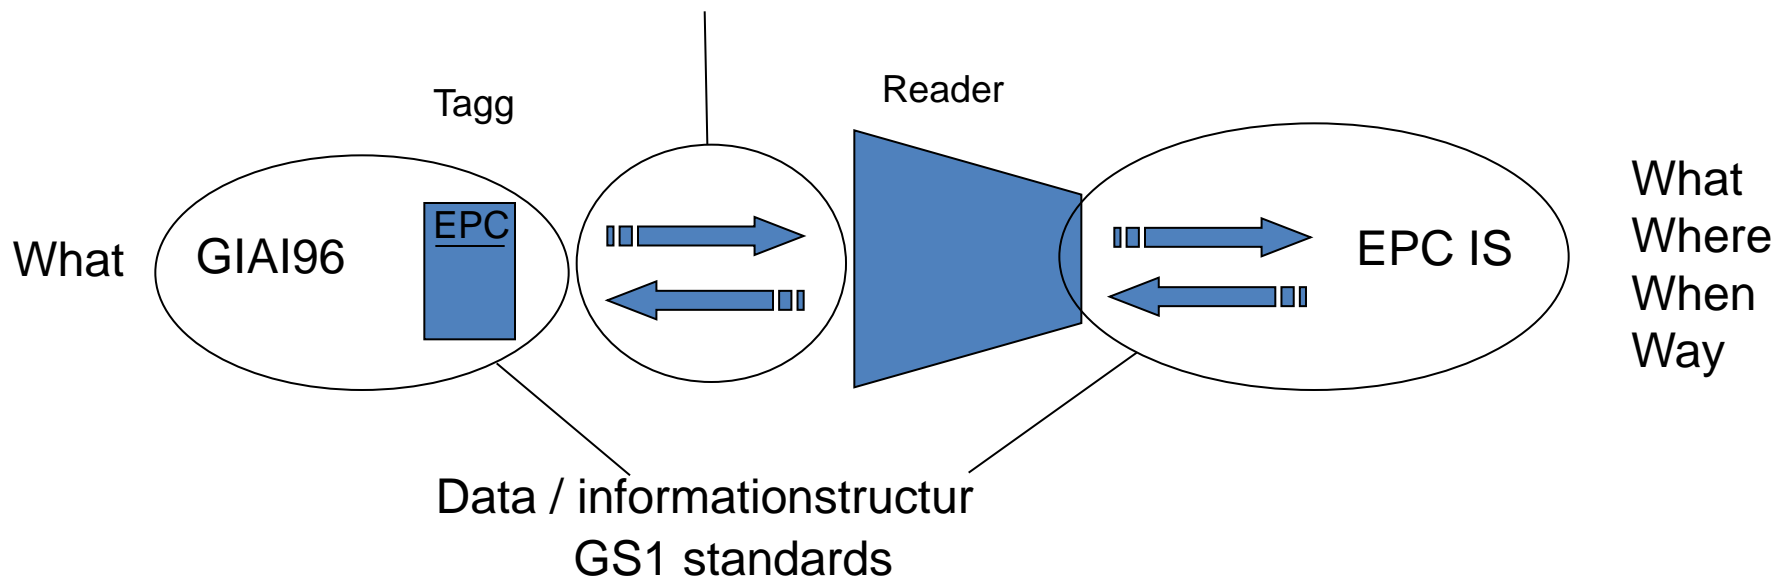 Tagg
Reader
What
GIAI96
EPC
EPC IS
What
Where
When
Way
Data / informationstructur
GS1 standards